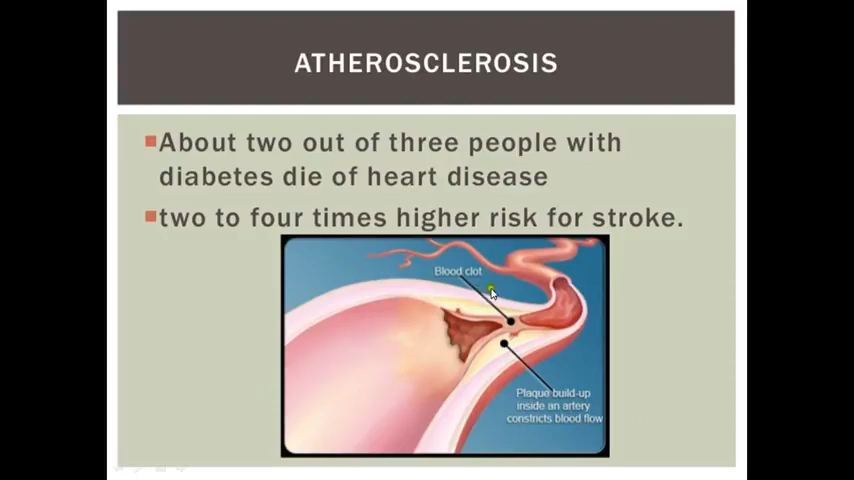 ATHEROSCLEROSIS
About two out of three people with
diabetes die of heart disease
two to four times higher risk for stroke.
Blood clot
Plaque build-up
inside an artery
constricts blood flow